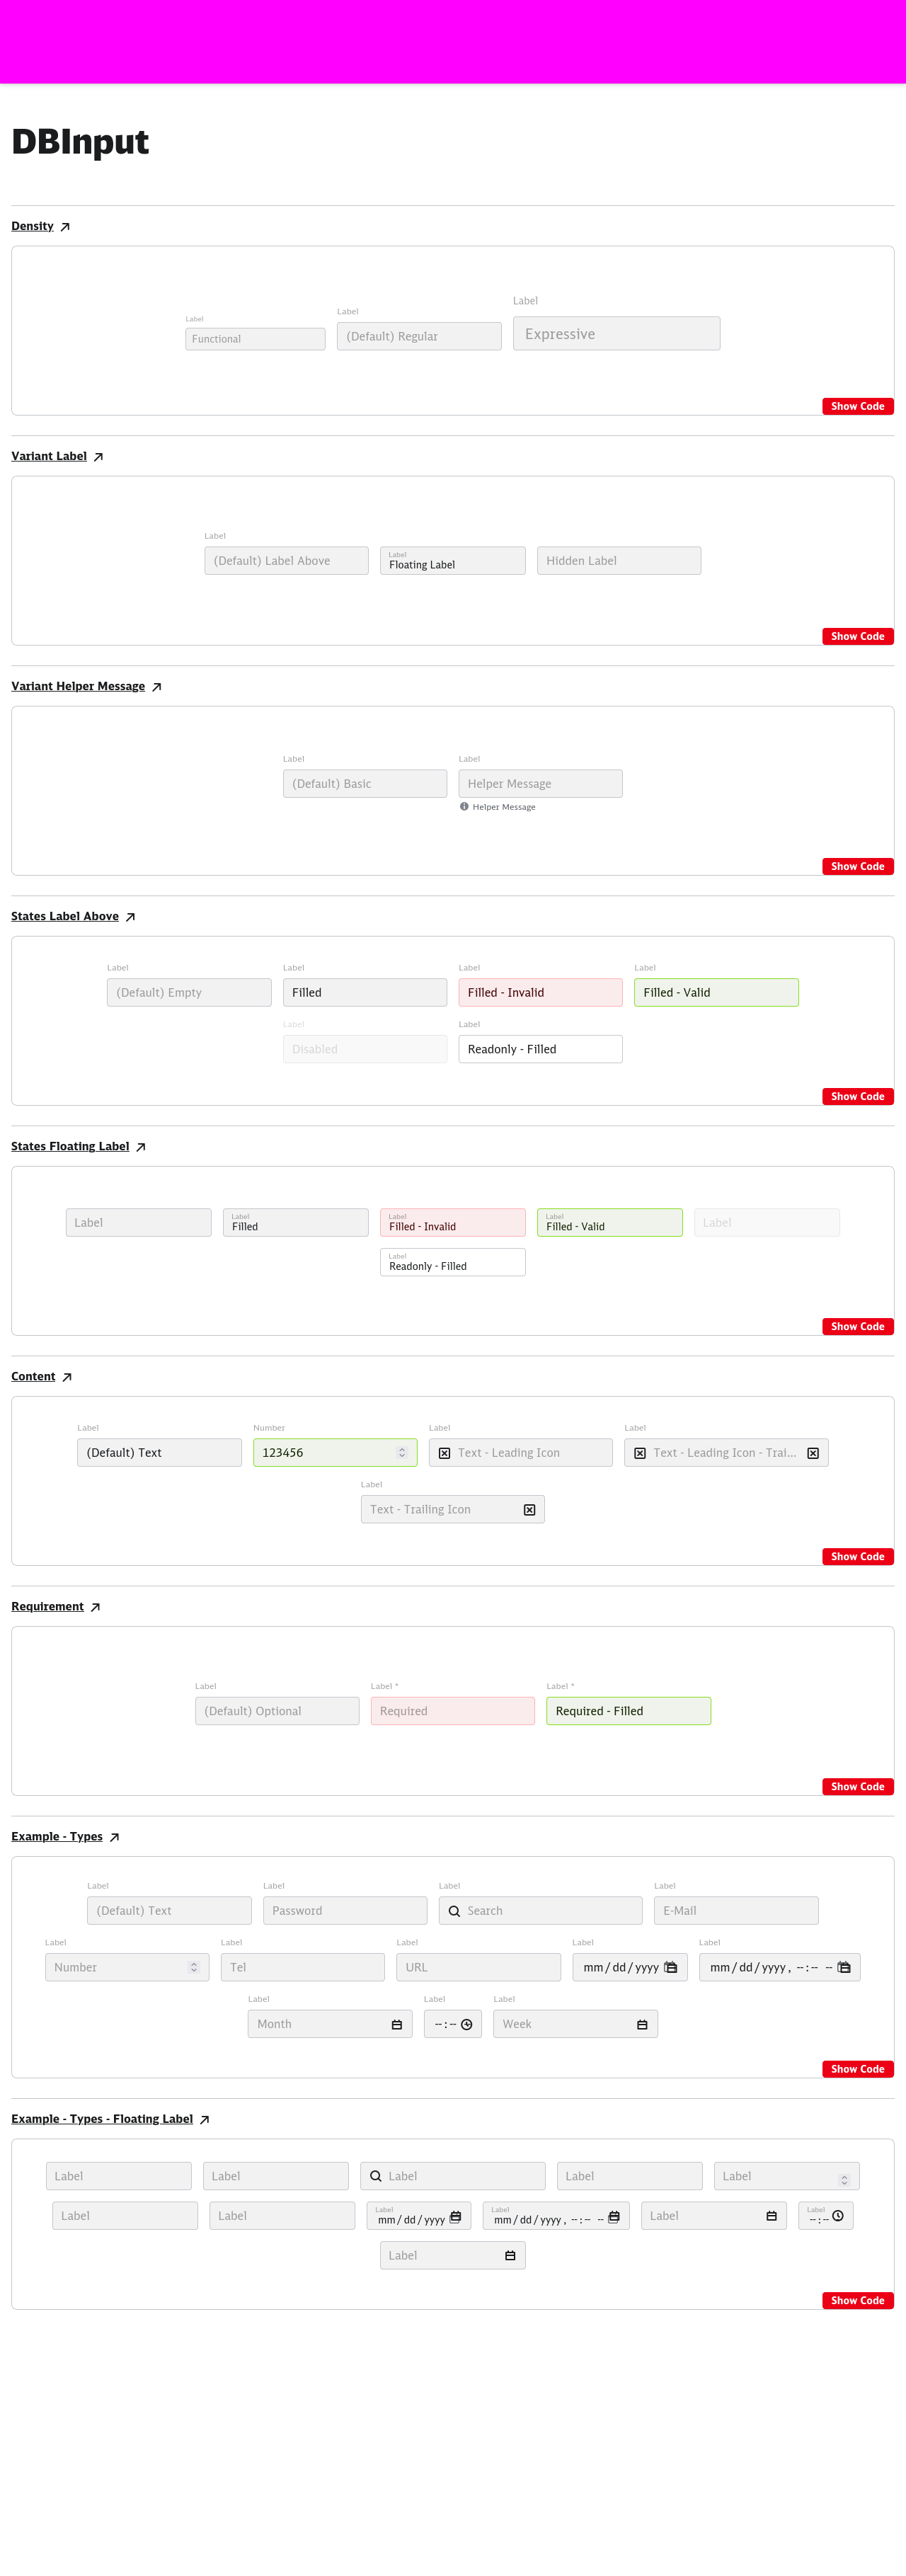 DBInput
Density
Label
Label
Label
Functional
(Default) Regular
Expressive
Show Code
Variant Label
Label
(Default) Label Above
Label
Floating Label
Hidden Label
Show Code
Variant Helper Message
Label
Label
(Default) Basic
Helper Message
Helper Message
Show Code
States Label Above
Label
Label
Label
Label
(Default) Empty
Filled
Filled - Invalid
Filled - Valid
Label
Label
Disabled
Readonly - Filled
Show Code
States Floating Label
Label
Label
Filled
Label
Filled - Invalid
Label
Filled - Valid
Label
Label
Readonly - Filled
Show Code
Content
Label
Number
Label
Label
(Default) Text
123456
Text - Leading Icon
Text - Leading Icon - Trai...
Label
Text - Trailing Icon
Show Code
Requirement
Label
Label *
Label *
(Default) Optional
Required
Required - Filled
Show Code
Example - Types
Label
Label
Label
Label
(Default) Text
Password
Search
E-Mail
Label
Label
Label
Label
Label
Number
Tel
URL
mm/dd/yyyy
mm/dd/yyyy, --:-- --
Label
Label
Label
Month
--:--
Week
Show Code
Example - Types - Floating Label
Label
Label
Label
Label
Label
Label
Label
Label
mm/dd/yyyy
Label
mm/dd/yyyy, --:-- --
Label
Label
--:--
Label
Show Code